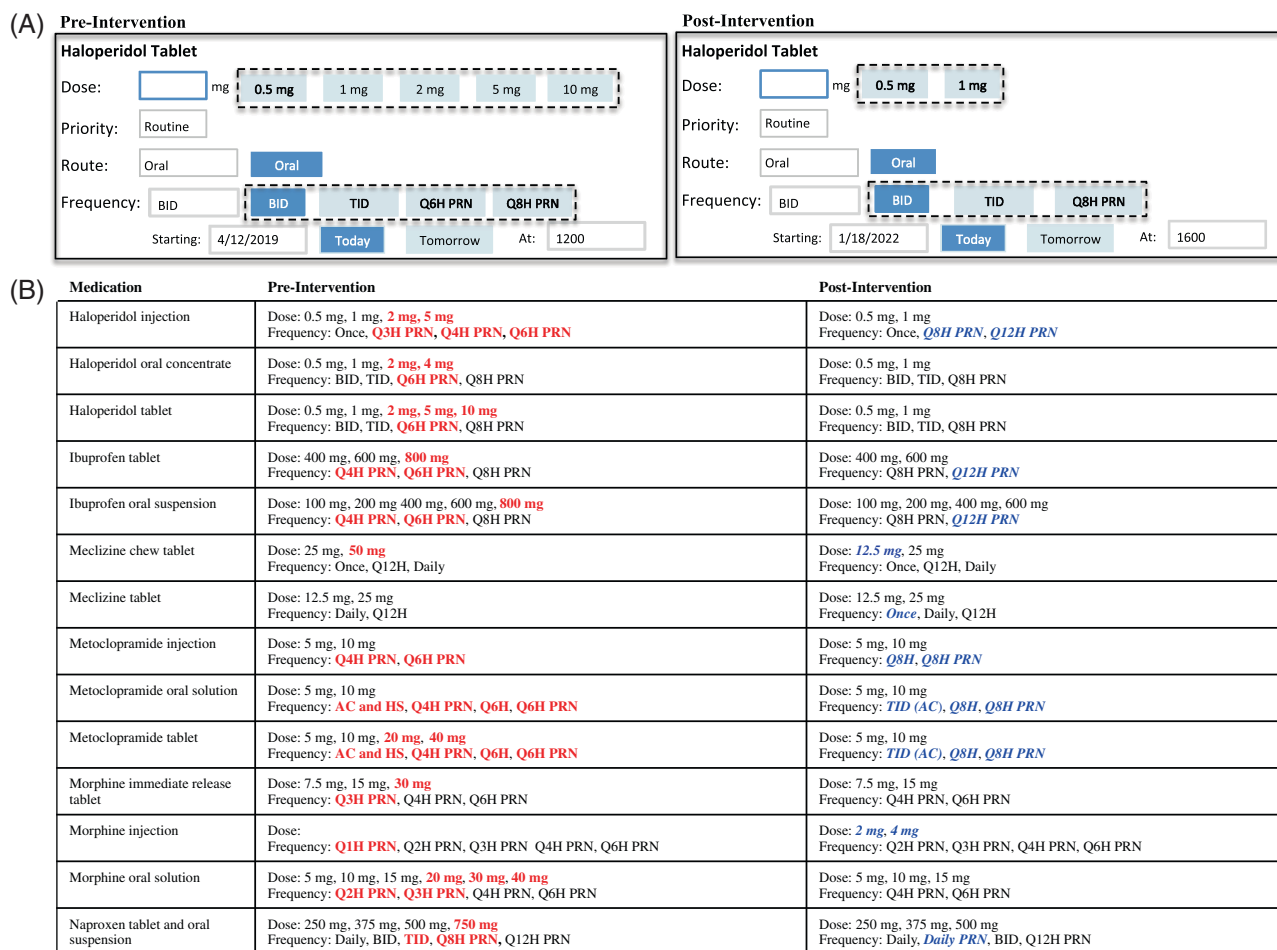 (A)
Pre-Intervention
Haloperidol Tablet
Dose: mg 0.5 mg 1 mg 2 mg 5 mg 10 mg
Priority: Routine
Route: Oral Oral
Frequency: BID BID TID Q6H PRN Q8H PRN
Starting: 4/12/2019 Today Tomorrow At: 1200
Post-Intervention
Haloperidol Tablet
Dose: mg 0.5 mg 1 mg
Priority: Routine
Route: Oral Oral
Frequency: BID BID TID Q8H PRN
Starting: 1/18/2022 Today Tomorrow At: 1600
(B)
Medication Pre-Intervention Post-Intervention
Haloperidol injection Dose: 0.5 mg, 1 mg, 2 mg, 5 mg Dose: 0.5 mg, 1 mg
Frequency: Once, Q3H PRN, Q4H PRN, Q6H PRN Frequency: Once, Q8H PRN, Q12H PRN
Haloperidol oral concentrate Dose: 0.5 mg, 1 mg, 2 mg, 4 mg Dose: 0.5 mg, 1 mg
Frequency: BID, TID, Q6H PRN, Q8H PRN Frequency: BID, TID, Q8H PRN
Haloperidol tablet Dose: 0.5 mg, 1 mg, 2 mg, 5 mg, 10 mg Dose: 0.5 mg, 1 mg
Frequency: BID, TID, Q6H PRN, Q8H PRN Frequency: BID, TID, Q8H PRN
Ibuprofen tablet Dose: 400 mg, 600 mg, 800 mg Dose: 400 mg, 600 mg
Frequency: Q4H PRN, Q6H PRN, Q8H PRN Frequency: Q8H PRN, Q12H PRN
Ibuprofen oral suspension Dose: 100 mg, 200 mg 400 mg, 600 mg, 800 mg Dose: 100 mg, 200 mg, 400 mg, 600 mg
Frequency: Q4H PRN, Q6H PRN, Q8H PRN Frequency: Q8H PRN, Q12H PRN
Meclizine chew tablet Dose: 25 mg, 50 mg Dose: 12.5 mg, 25 mg
Frequency: Once, Q12H, Daily Frequency: Once, Q12H, Daily
Meclizine tablet Dose: 12.5 mg, 25 mg Dose: 12.5 mg, 25 mg
Frequency: Daily, Q12H Frequency: Once, Daily, Q12H
Metoclopramide injection Dose: 5 mg, 10 mg Dose: 5 mg, 10 mg
Frequency: Q4H PRN, Q6H PRN Frequency: Q8H, Q8H PRN
Metoclopramide oral solution Dose: 5 mg, 10 mg Dose: 5 mg, 10 mg
Frequency: AC and HS, Q4H PRN, Q6H, Q6H PRN Frequency: TID (AC), Q8H, Q8H PRN
Metoclopramide tablet Dose: 5 mg, 10 mg, 20 mg, 40 mg Dose: 5 mg, 10 mg
Frequency: AC and HS, Q4H PRN, Q6H, Q6H PRN Frequency: TID (AC), Q8H, Q8H PRN
Morphine immediate release Dose: 7.5 mg, 15 mg, 30 mg Dose: 7.5 mg, 15 mg
tablet Frequency: Q3H PRN, Q4H PRN, Q6H PRN Frequency: Q4H PRN, Q6H PRN
Morphine injection Dose: Dose: 2 mg, 4 mg
Frequency: Q1H PRN, Q2H PRN, Q3H PRN Q4H PRN, Q6H PRN Frequency: Q2H PRN, Q3H PRN, Q4H PRN, Q6H PRN
Morphine oral solution Dose: 5 mg, 10 mg, 15 mg, 20 mg, 30 mg, 40 mg Dose: 5 mg, 10 mg, 15 mg
Frequency: Q2H PRN, Q3H PRN, Q4H PRN, Q6H PRN Frequency: Q4H PRN, Q6H PRN
Naproxen tablet and oral Dose: 250 mg, 375 mg, 500 mg, 750 mg Dose: 250 mg, 375 mg, 500 mg
suspension Frequency: Daily, BID, TID, Q8H PRN, Q12H PRN Frequency: Daily, Daily PRN, BID, Q12H PRN